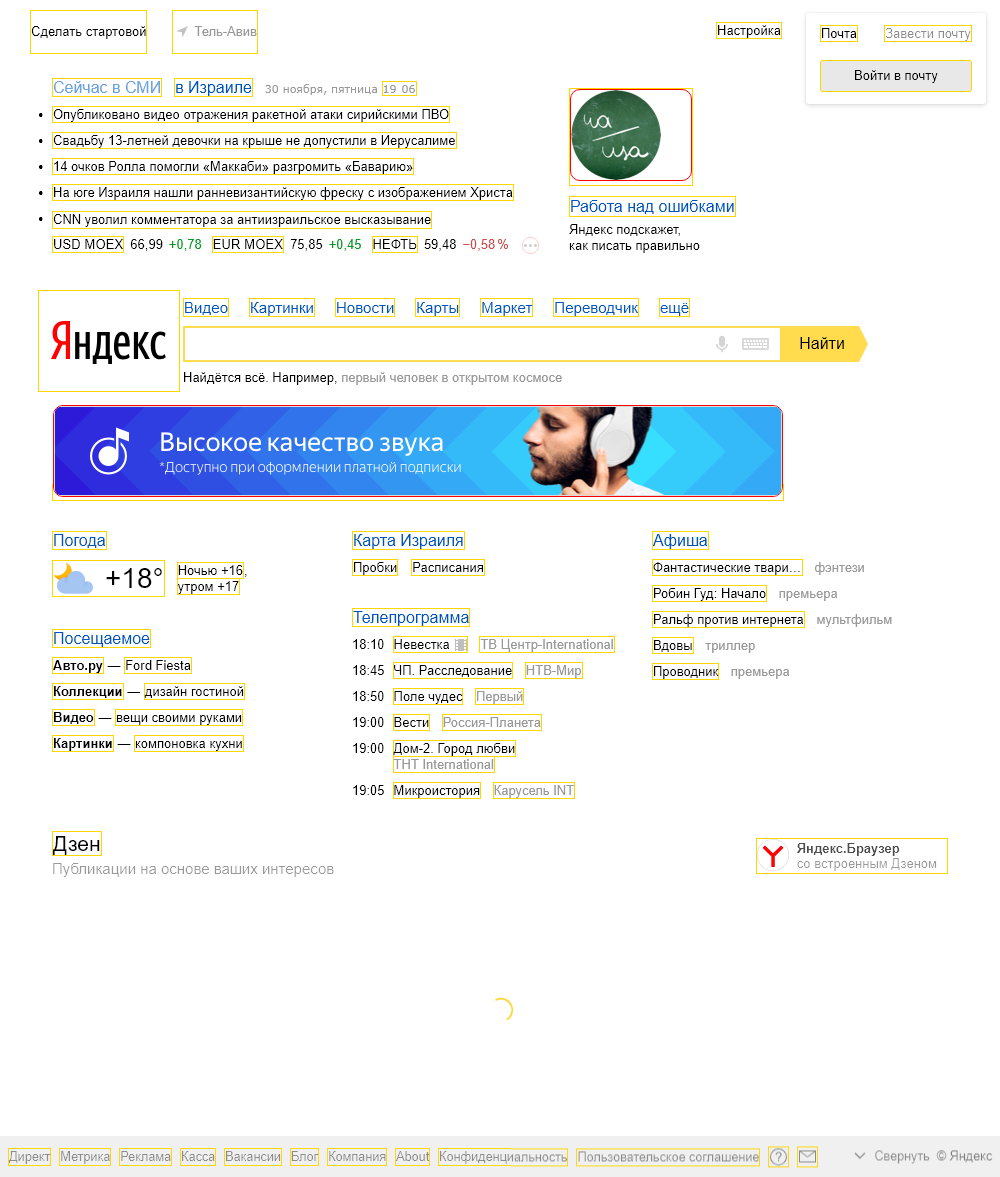 Сделать стартовой Тель-Авив Настройка Почта Завести почту
Войти в почту
Сейчас в СМИ в Израиле 30 ноября, пятница 19 06
• Опубликовано видео отражения ракетной атаки сирийскими ПВО
• Свадьбу 13-летней девочки на крыше не допустили в Иерусалиме
• 14 очков Ролла помогли «Маккаби» разгромить «Баварию»
• На юге Израиля нашли ранневизантийскую фреску с изображением Христа
• CNN уволил комментатора за антиизраильское высказывание
USD MOEX 66,99 +0,78 EUR MOEX 75,85 +0,45 НЕФТЬ 59,48 −0,58 %
ua
usa
Работа над ошибками
Яндекс подскажет,
как писать правильно
Яндекс
Видео Картинки Новости Карты Маркет Переводчик ещё
Найти
Найдётся всё. Например, первый человек в открытом космосе
Высокое качество звука
*Доступно при оформлении платной подписки
Погода
+18°
Ночью +16,
утром +17
Посещаемое
Авто.ру — Ford Fiesta
Коллекции — дизайн гостиной
Видео — вещи своими руками
Картинки — компоновка кухни
Карта Израиля
Пробки Расписания
Телепрограмма
18:10 Невестка ТВ Центр-International
18:45 ЧП. Расследование НТВ-Мир
18:50 Поле чудес Первый
19:00 Вести Россия-Планета
19:00 Дом-2. Город любви
ТНТ International
19:05 Микроистория Карусель INT
Афиша
Фантастические твари... фэнтези
Робин Гуд: Начало премьера
Ральф против интернета мультфильм
Вдовы триллер
Проводник премьера
Дзен
Публикации на основе ваших интересов
Яндекс.Браузер
со встроенным Дзеном
Директ Метрика Реклама Касса Вакансии Блог Компания About Конфиденциальность Пользовательское соглашение ? Свернуть © Яндекс